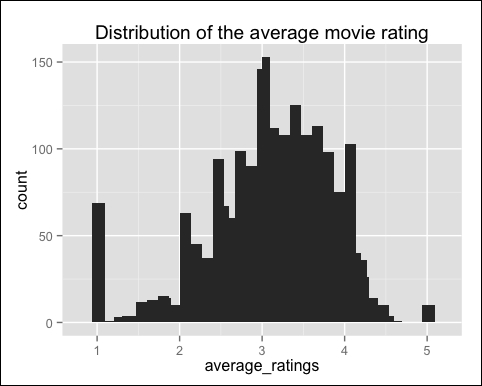 Distribution of the average movie rating
150
100
50
0
count
1 2 3 4 5
average_ratings